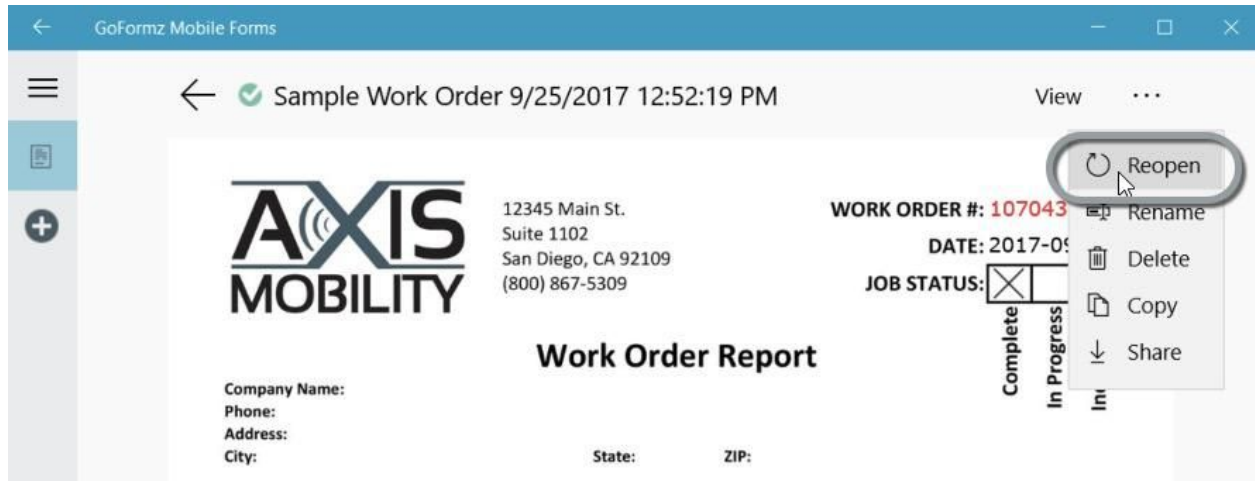 GoFormz Mobile Forms
Sample Work Order 9/25/2017 12:52:19 PM
View ...
Reopen
Rename
Delete
Copy
Share
AXIS
MOBILITY
12345 Main St.
Suite 1102
San Diego, CA 92109
(800) 867-5309
WORK ORDER #: 107043
DATE: 2017-09
JOB STATUS:
Complete
In Progress
Work Order Report
Company Name:
Phone:
Address:
City: State: ZIP: